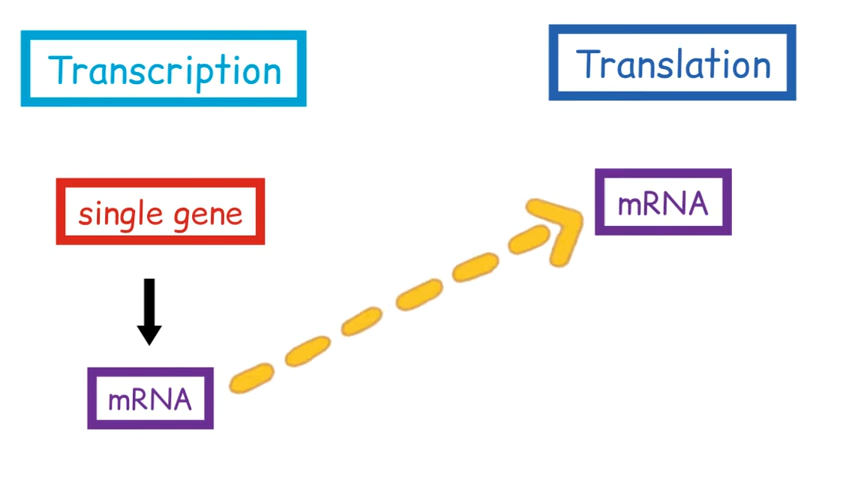 Transcription
Translation
single gene
mRNA
mRNA